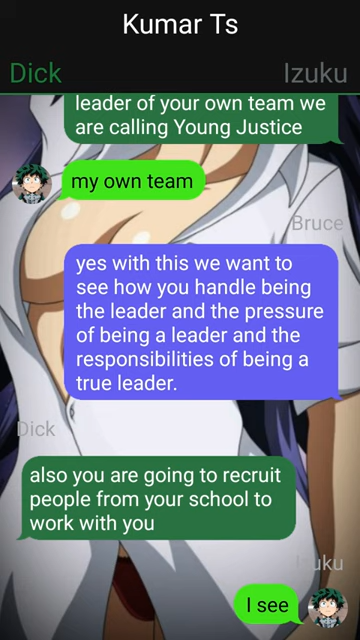 Kumar Ts
Dick
Izuku
leader of your own team we
are calling Young Justice
my own team
Bruce
yes with this we want to
see how you handle being
the leader and the pressure
of being a leader and the
responsibilities of being a
true leader.
Dick
also you are going to recruit
people from your school to
work with you
Izuku
I see